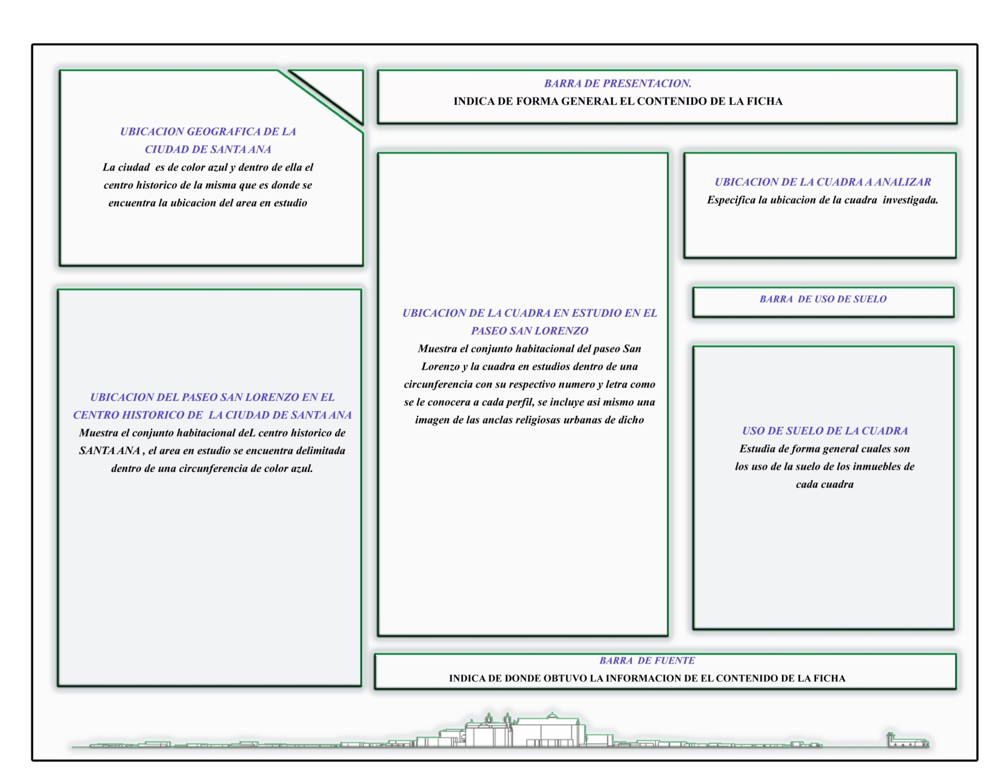 BARRA DE PRESENTACION.
INDICA DE FORMA GENERAL EL CONTENIDO DE LA FICHA
UBICACION GEOGRAFICA DE LA
CIUDAD DE SANTA ANA
La ciudad es de color azul y dentro de ella el
centro historico de la misma que es donde se
encuentra la ubicacion del area en estudio
UBICACION DEL PASEO SAN LORENZO EN EL
CENTRO HISTORICO DE LA CIUDAD DE SANTA ANA
Muestra el conjunto habitacional deL centro historico de
SANTA ANA , el area en estudio se encuentra delimitada
dentro de una circunferencia de color azul.
UBICACION DE LA CUADRA EN ESTUDIO EN EL
PASEO SAN LORENZO
Muestra el conjunto habitacional del paseo San
Lorenzo y la cuadra en estudios dentro de una
circunferencia con su respectivo numero y letra como
se le conocera a cada perfil, se incluye asi mismo una
imagen de las anclas religiosas urbanas de dicho
UBICACION DE LA CUADRA A ANALIZAR
Especifica la ubicacion de la cuadra investigada.
BARRA DE USO DE SUELO
USO DE SUELO DE LA CUADRA
Estudia de forma general cuales son
los uso de la suelo de los inmuebles de
cada cuadra
BARRA DE FUENTE
INDICA DE DONDE OBTUVO LA INFORMACION DE EL CONTENIDO DE LA FICHA